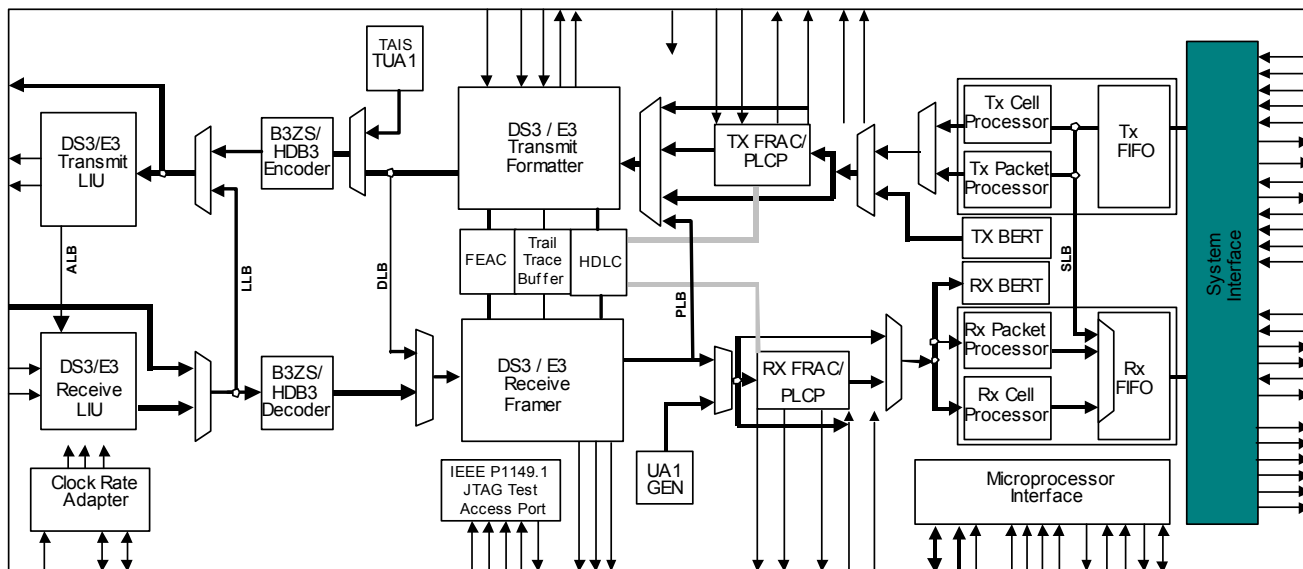 TAIS
TUA1
DS3/E3
Transmit
LIU
B3ZS/
HDB3
Encoder
DS3 / E3
Transmit
Formatter
TX FRAC/
PLCP
Tx Cell
Processor
Tx Packet
Processor
Tx
FIFO
TX BERT
RX BERT
FEAC
Trail
Trace
Buffer
HDLC
ALB
LLB
DLB
PLB
SLB
System
Interface
DS3/E3
Receive
LIU
B3ZS/
HDB3
Decoder
DS3 / E3
Receive
Framer
RX FRAC/
PLCP
Rx Packet
Processor
Rx Cell
Processor
Rx
FIFO
UA1
GEN
Clock Rate
Adapter
IEEE P1149.1
JTAG Test
Access Port
Microprocessor
Interface